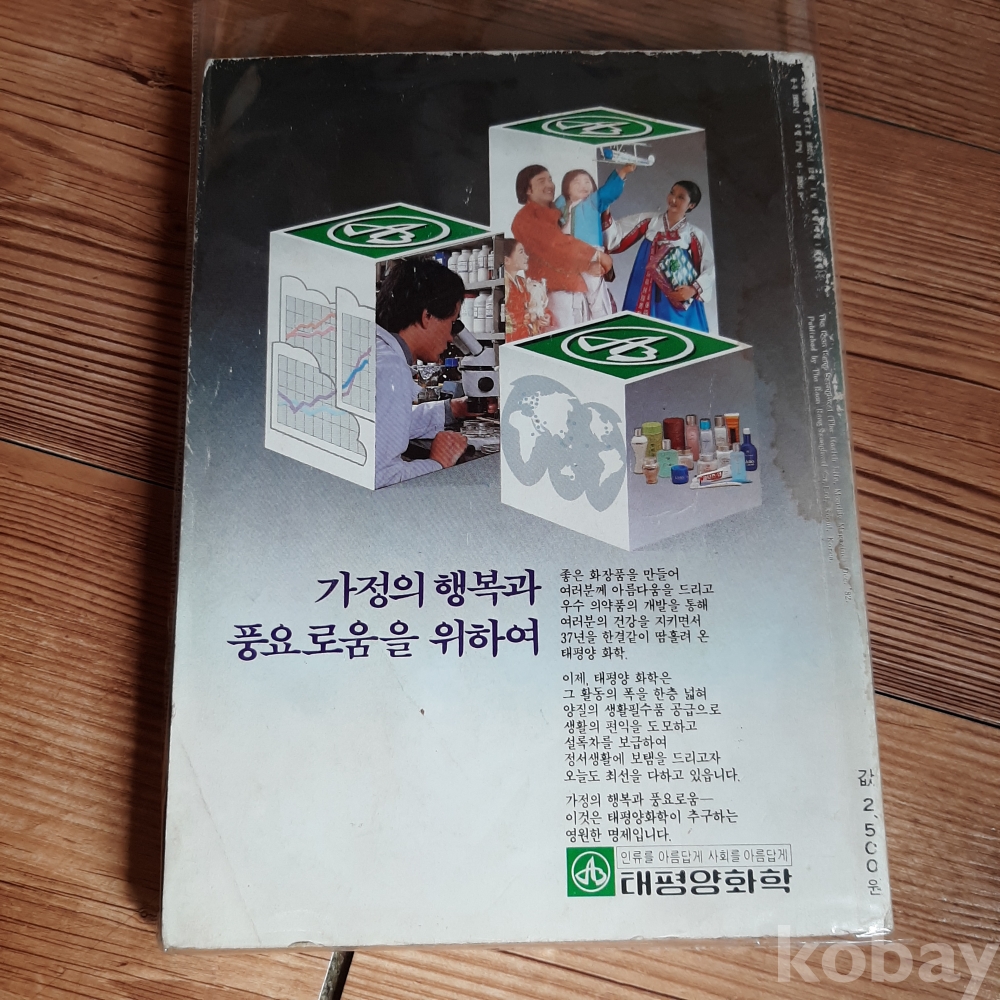 가정의 행복과
풍요로움을 위하여
좋은 화장품을 만들어
여러분께 아름다움을 드리고
우수 의약품의 개발을 통해
여러분의 건강을 지키면서
37년을 한결같이 땀흘려 온
태평양 화학.
이제, 태평양 화학은
그 활동의 폭을 한층 넓혀
양질의 생활필수품 공급으로
생활의 편익을 도모하고
설록차를 보급하여
정서생활에 보탬을 드리고자
오늘도 최선을 다하고 있읍니다.
가정의 행복과 풍요로움—
이것은 태평양화학이 추구하는
영원한 명제입니다.
인류를 아름답게 사회를 아름답게
태평양화학
값 2,500원
kobay